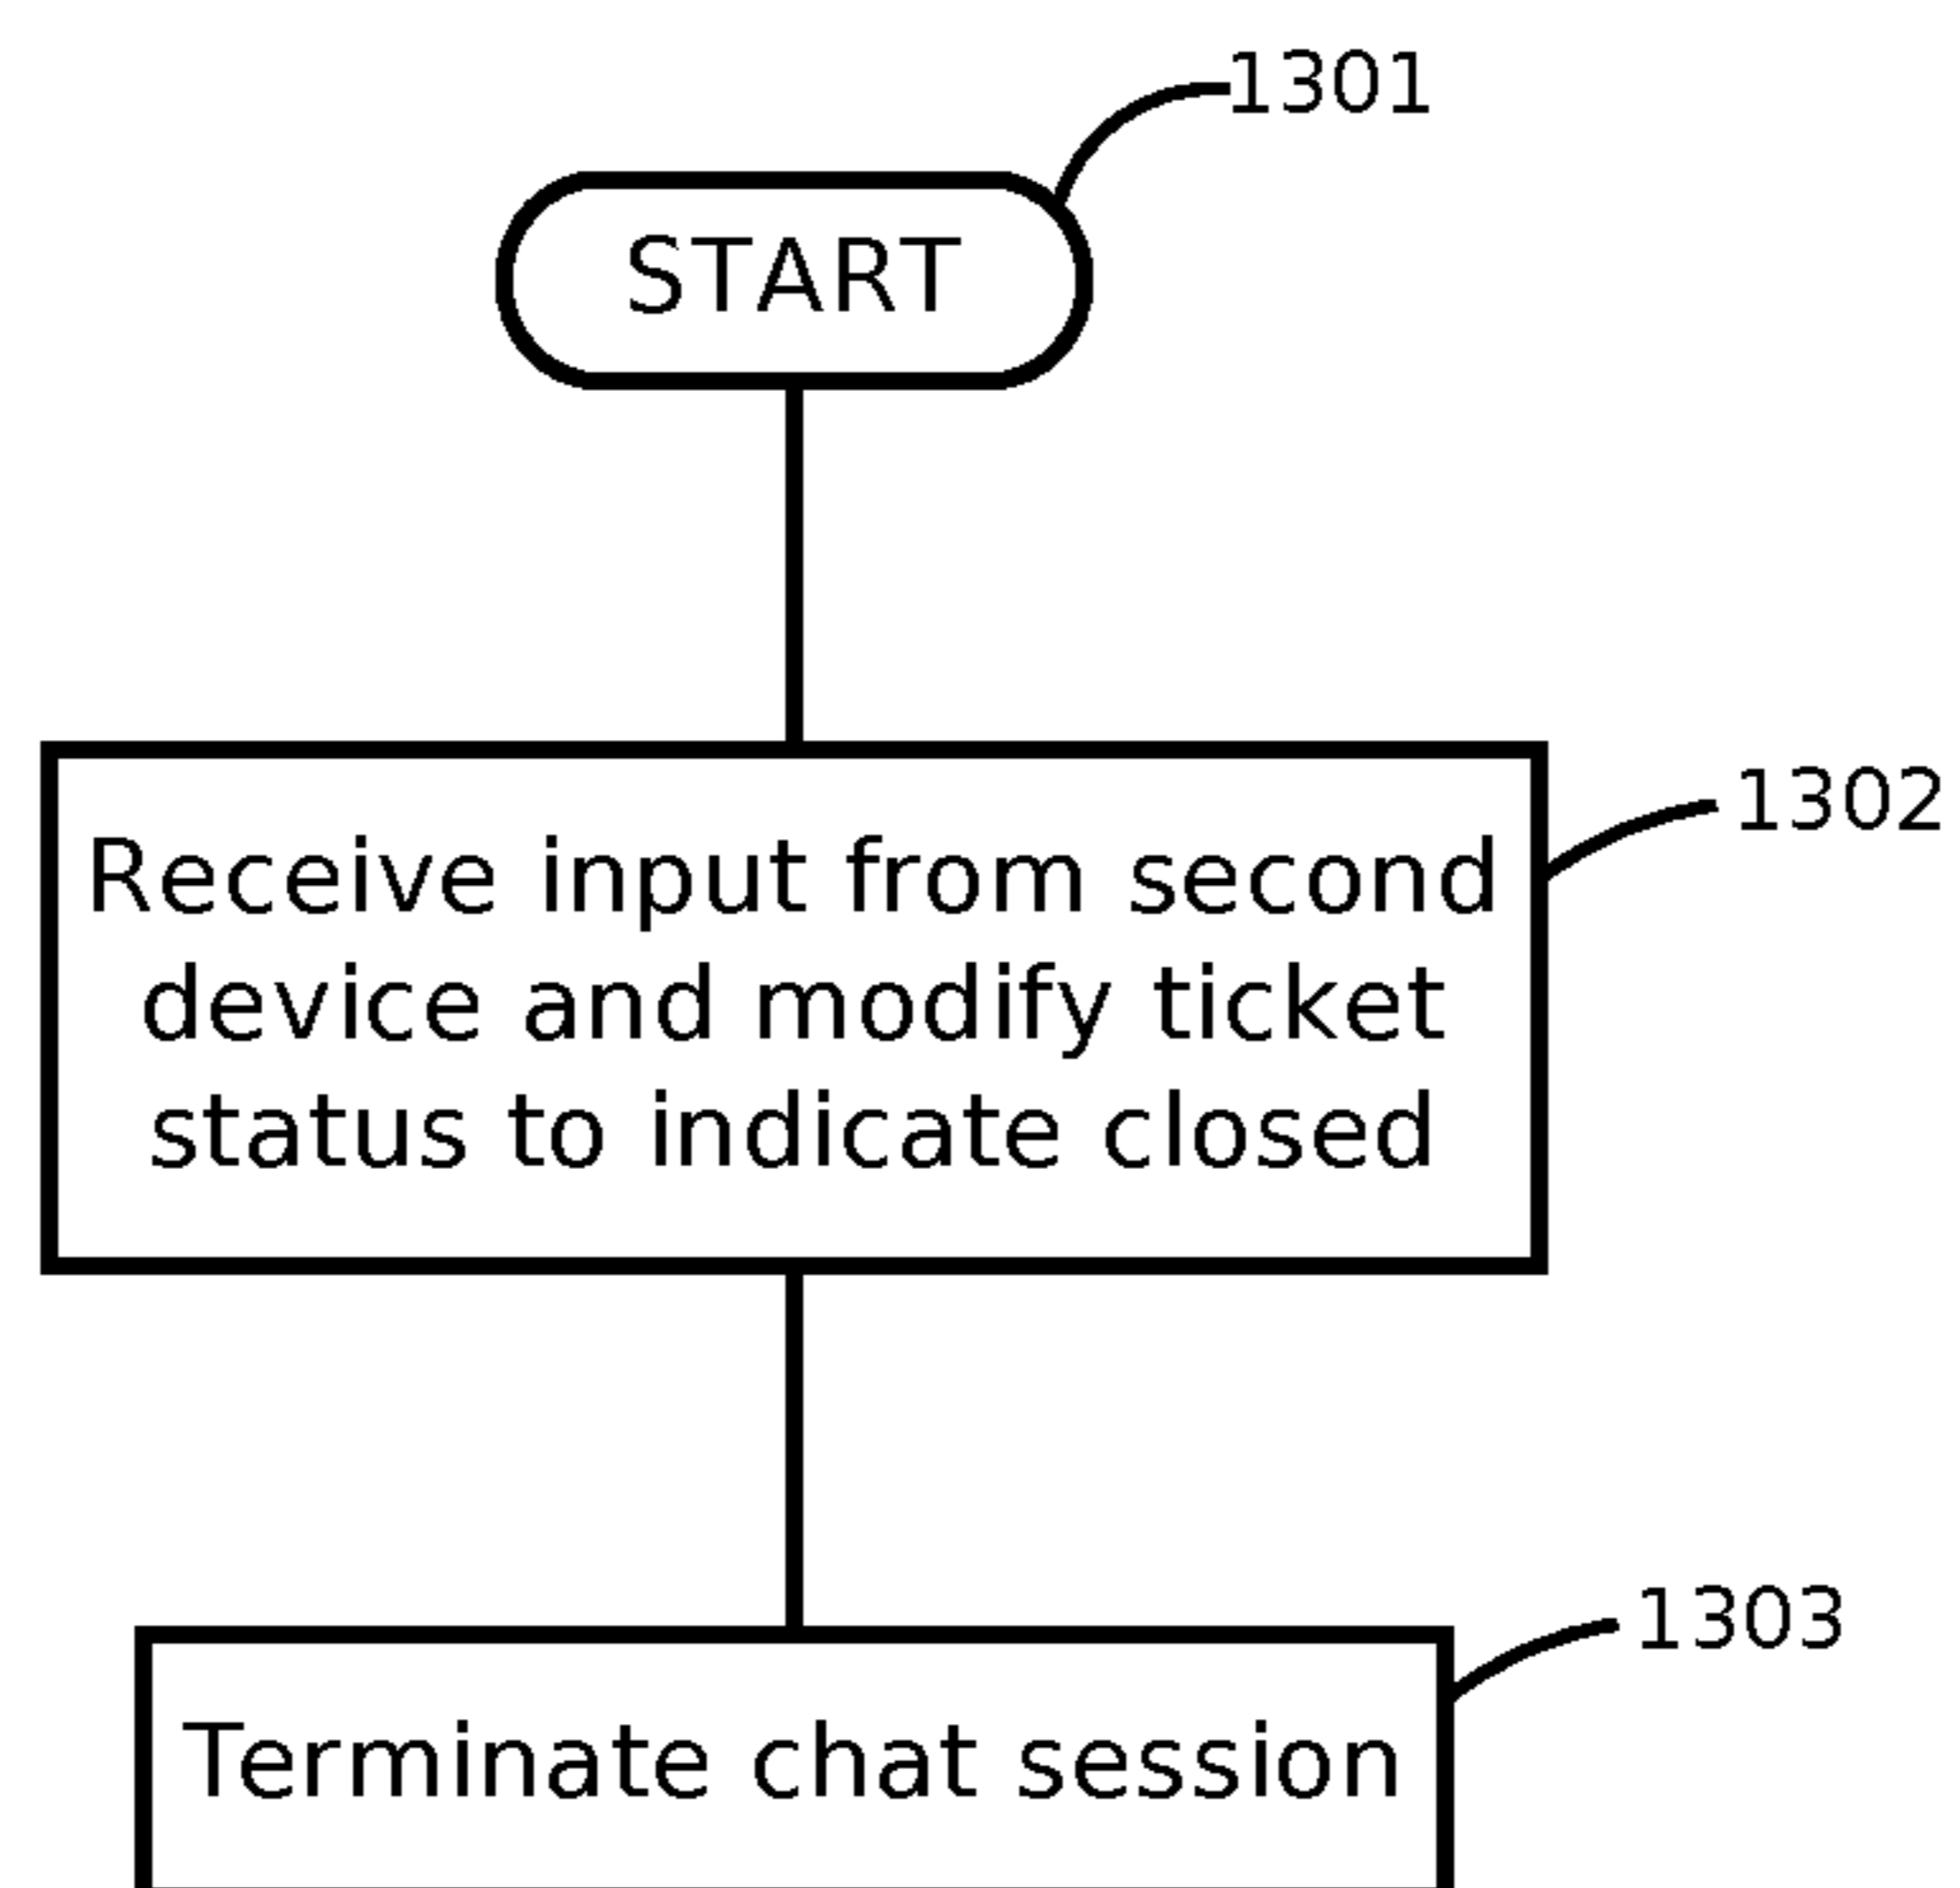 1301
START
1302
Receive input from second
device and modify ticket
status to indicate closed
1303
Terminate chat session